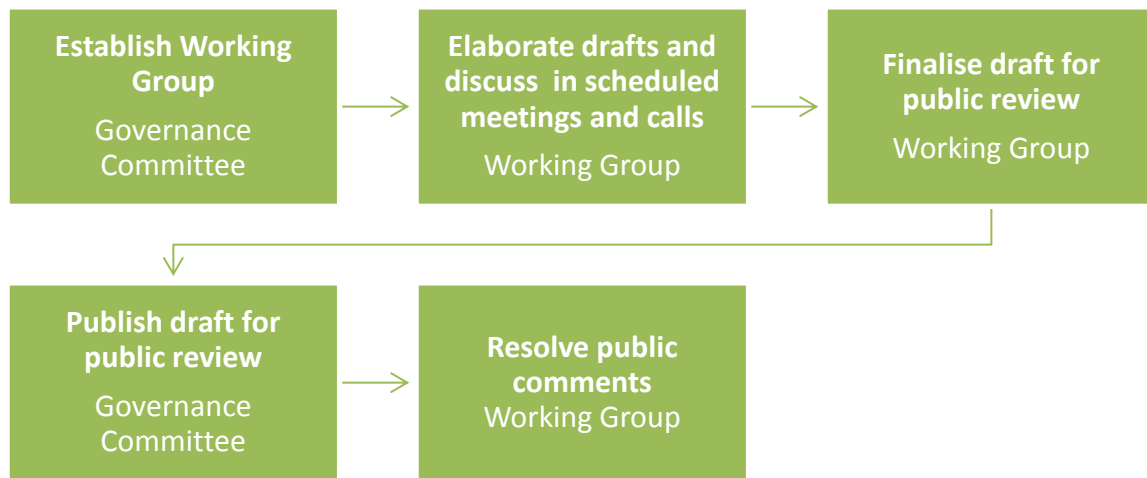 Establish Working
Group
Governance
Committee
Elaborate drafts and
discuss  in scheduled
meetings and calls
Working Group
Finalise draft for
public review
Working Group
Publish draft for
public review
Governance
Committee
Resolve public
comments
Working Group